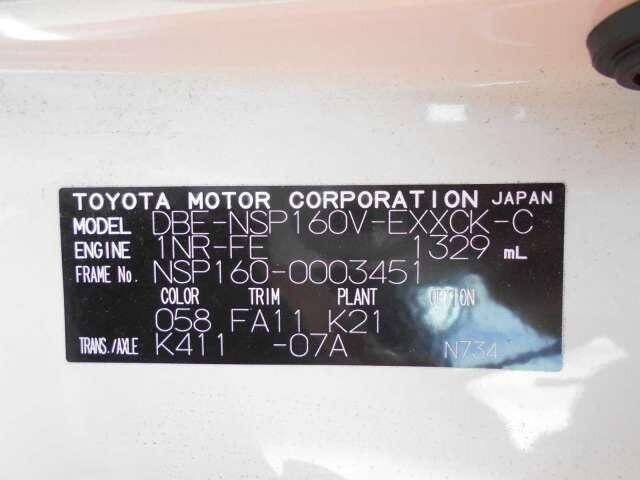 TOYOTA MOTOR CORPORATION JAPAN
MODEL DBE-NSP160V-EXXCK-C
ENGINE 1NR-FE 1329 mL
FRAME No. NSP160-0003451
COLOR TRIM PLANT OPTION
058 FA11 K21
TRANS./AXLE K411 -07A N734